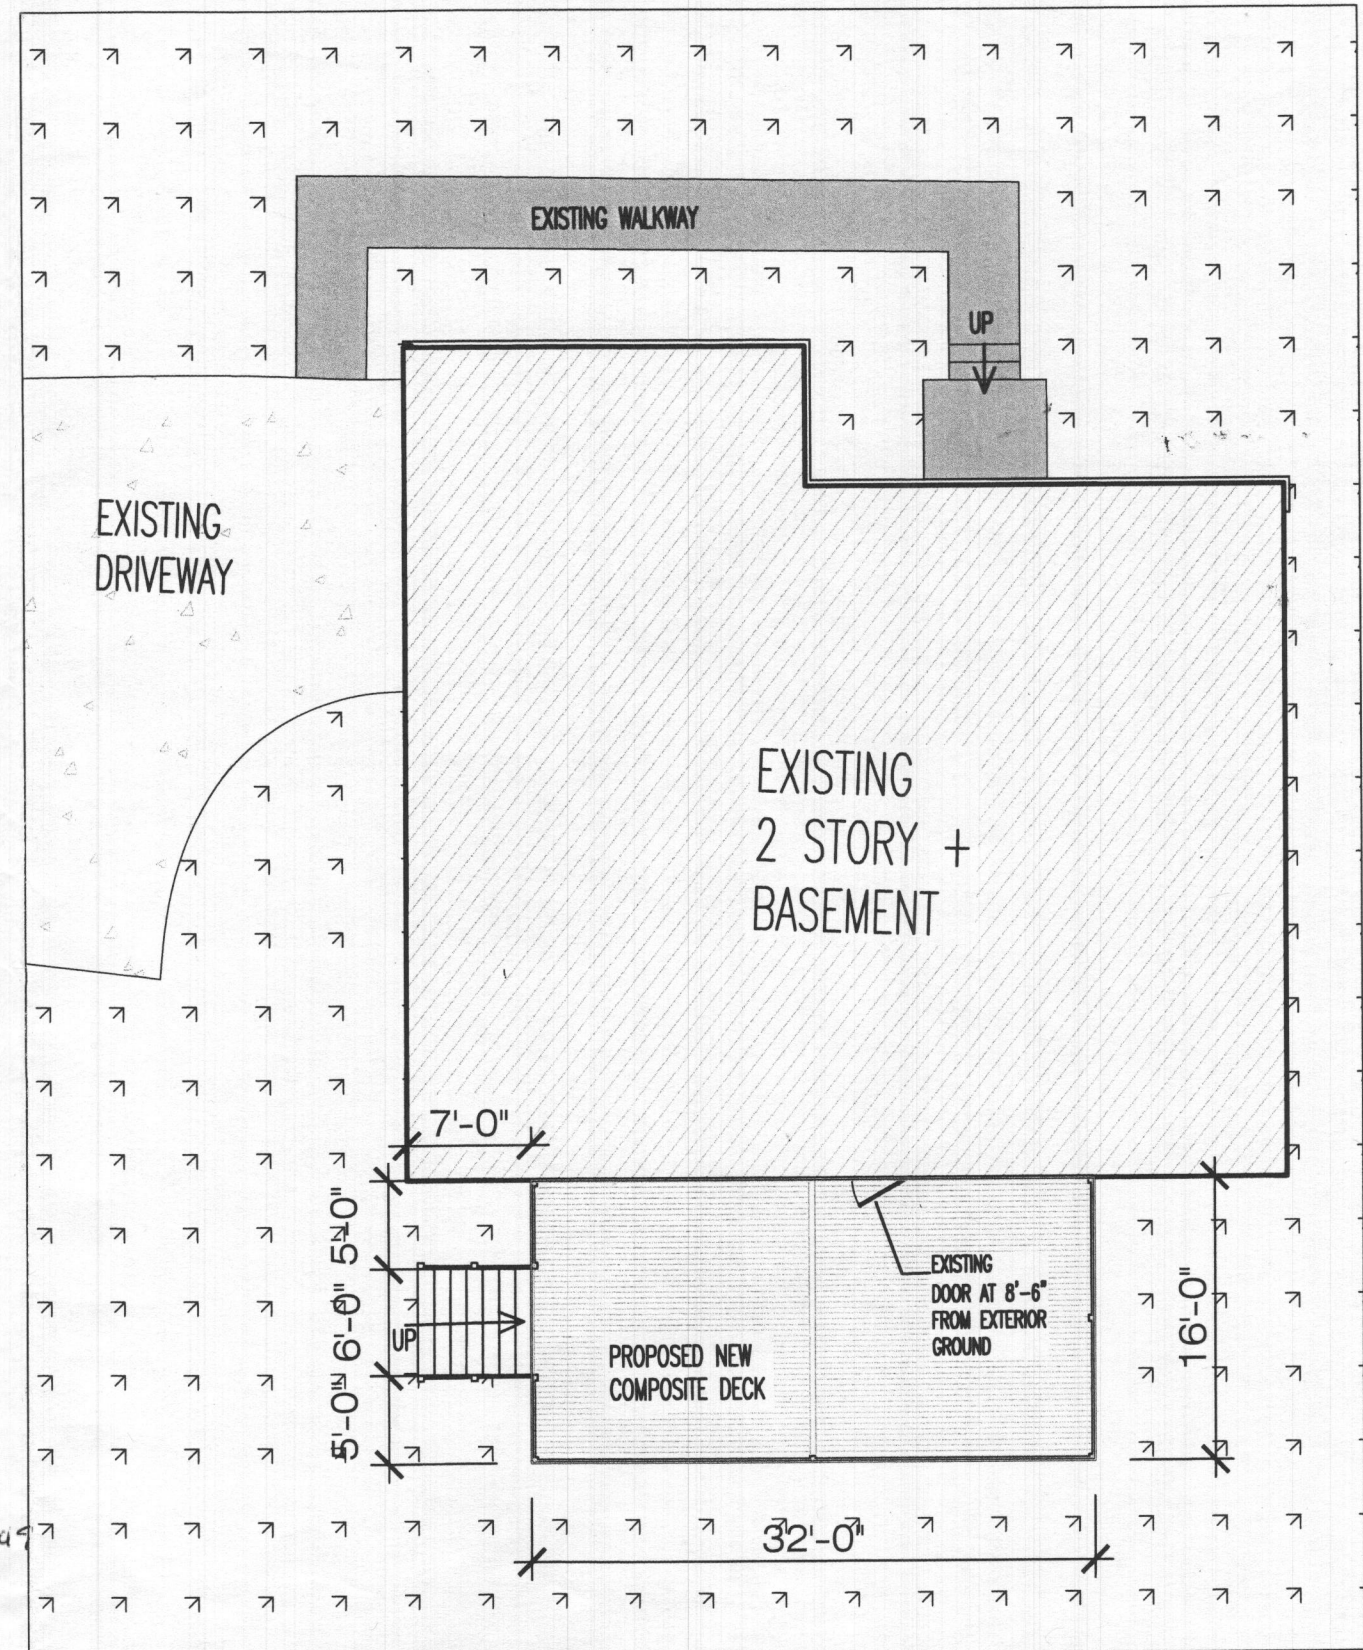 EXISTING WALKWAY
UP
EXISTING
DRIVEWAY
EXISTING
2 STORY +
BASEMENT
7'-0"
5'-0"
6'-0"
5'-0"
UP
EXISTING
DOOR AT 8'-6"
FROM EXTERIOR
GROUND
PROPOSED NEW
COMPOSITE DECK
16'-0"
32'-0"